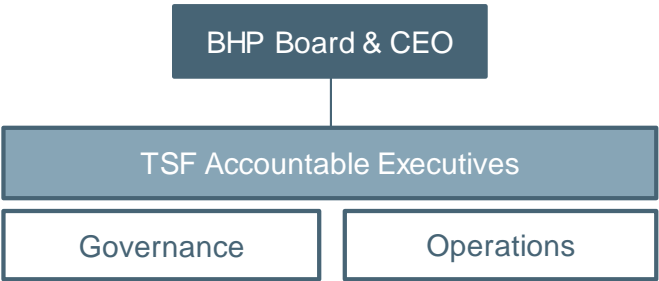 BHP Board & CEO
TSF Accountable Executives
Governance
Operations